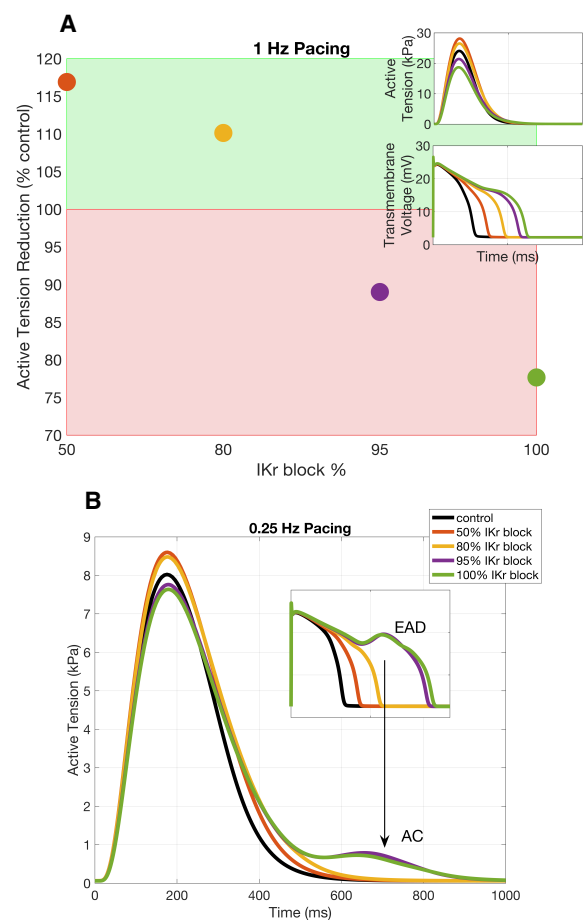 A
1 Hz Pacing
Active Tension Reduction (% control)
120
115
110
105
100
95
90
85
80
75
70
50
80
95
100
IKr block %
Active
Tension (kPa)
30
20
10
0
Transmembrane
Voltage (mV)
30
20
10
0
Time (ms)
B
0.25 Hz Pacing
control
50% IKr block
80% IKr block
95% IKr block
100% IKr block
Active Tension (kPa)
9
8
7
6
5
4
3
2
1
0
EAD
AC
0
200
400
600
800
1000
Time (ms)